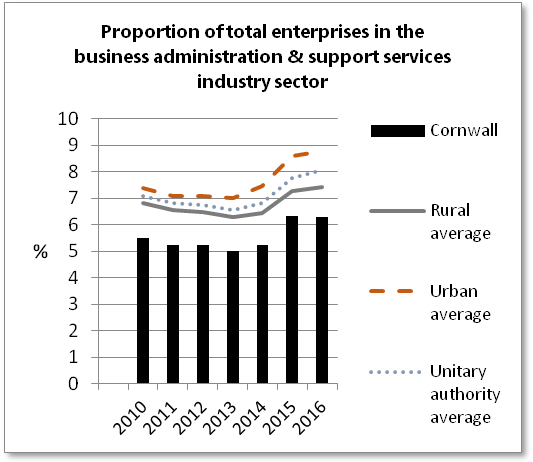 Proportion of total enterprises in the
business administration & support services
industry sector
10
9
8
7
6
5
4
3
2
1
0
%
2010
2011
2012
2013
2014
2015
2016
Cornwall
Rural
average
Urban
average
Unitary
authority
average